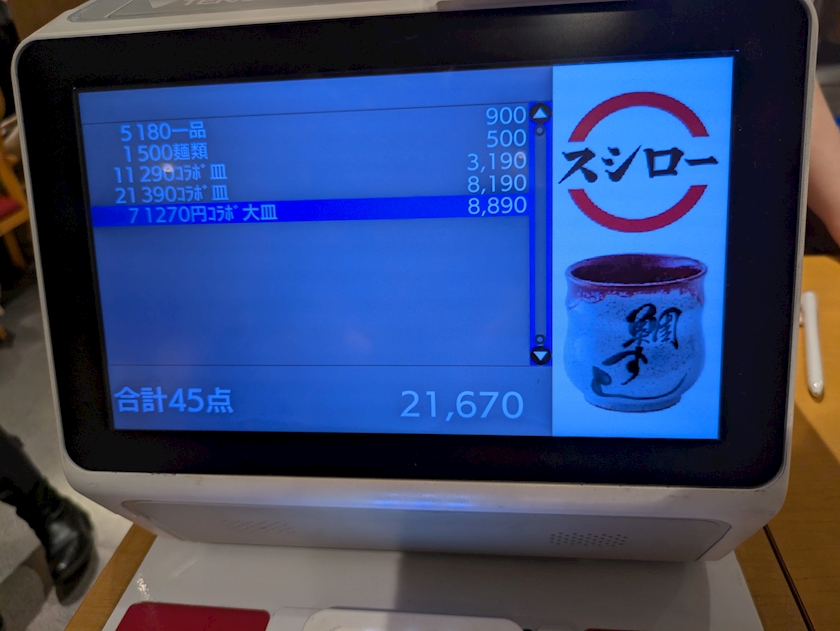 5 180一品 900
1 500麺類 500
11 290ｺﾗﾎﾞ皿 3,190
21 390ｺﾗﾎﾞ皿 8,190
7 1270円ｺﾗﾎﾞ大皿 8,890
合計45点 21,670
スシロー
鯛すし